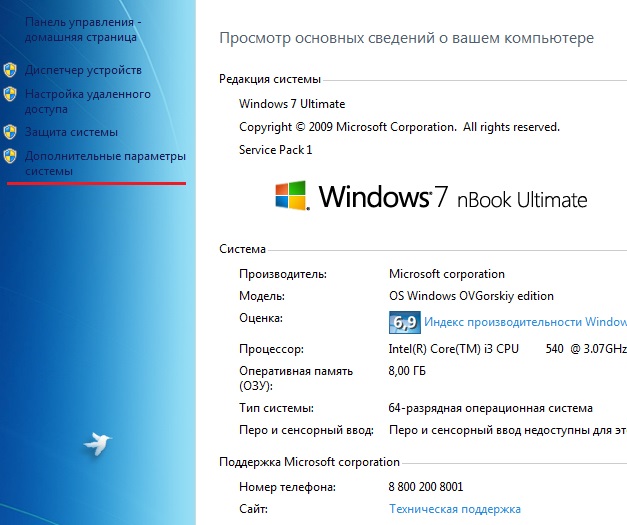 Панель управления -
домашняя страница
Диспетчер устройств
Настройка удаленного
доступа
Защита системы
Дополнительные параметры
системы
Просмотр основных сведений о вашем компьютере
Редакция системы
Windows 7 Ultimate
Copyright © 2009 Microsoft Corporation. All rights reserved.
Service Pack 1
Windows®7 nBook Ultimate
Система
Производитель: Microsoft corporation
Модель: OS Windows OVGorskiy edition
Оценка: 6,9 Индекс производительности Window
Процессор: Intel(R) Core(TM) i3 CPU 540 @ 3.07GHz
Оперативная память 8,00 ГБ
(ОЗУ):
Тип системы: 64-разрядная операционная система
Перо и сенсорный ввод: Перо и сенсорный ввод недоступны для эт
Поддержка Microsoft corporation
Номер телефона: 8 800 200 8001
Сайт: Техническая поддержка